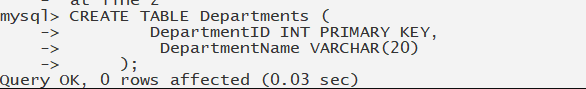 mysql> CREATE TABLE Departments (
    ->          DepartmentID INT PRIMARY KEY,
    ->           DepartmentName VARCHAR(20)
    ->      );
Query OK, 0 rows affected (0.03 sec)